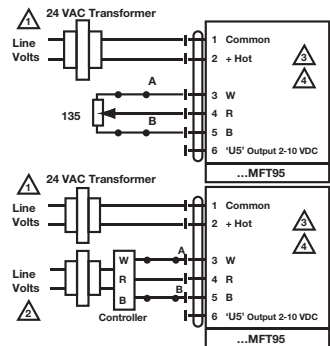 1 24 VAC Transformer
Line
Volts
1 Common
2 + Hot
3
4
A
3 W
135
4 R
B
5 B
6 'U5' Output 2-10 VDC
...MFT95
1 24 VAC Transformer
Line
Volts
1 Common
2 + Hot
3
4
Line
Volts
2
W
R
B
Controller
A
3 W
4 R
B
5 B
6 'U5' Output 2-10 VDC
...MFT95